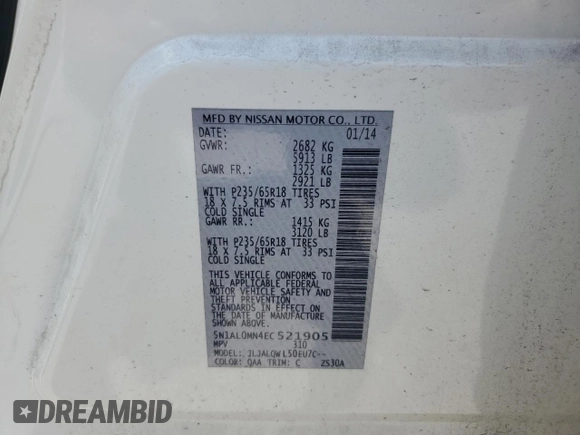 MFD BY NISSAN MOTOR CO., LTD.
DATE: 01/14
GVWR: 2682 KG
5913 LB
GAWR FR.: 1325 KG
2921 LB
WITH P235/65R18 TIRES
18 X 7.5 RIMS AT 33 PSI
COLD SINGLE
GAWR RR.: 1415 KG
3120 LB
WITH P235/65R18 TIRES
18 X 7.5 RIMS AT 33 PSI
COLD SINGLE
THIS VEHICLE CONFORMS TO
ALL APPLICABLE FEDERAL
MOTOR VEHICLE SAFETY AND
THEFT PREVENTION
STANDARDS IN EFFECT ON
THE DATE OF MANUFACTURE
SHOWN ABOVE.
5N1AL0MN4EC521905
MPV 310
MODEL: JLJALQWL50EU7C--
COLOR: QAA TRIM: C ZS30A
DREAMBID